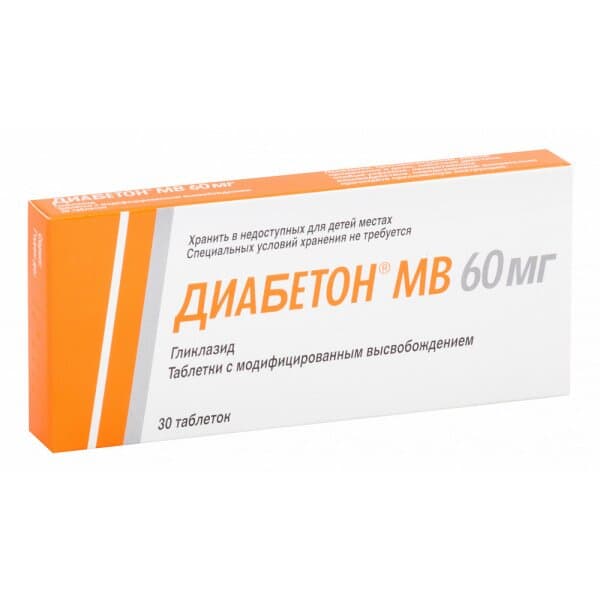 ДИАБЕТОН® МВ 60 мг
Хранить в недоступных для детей местах
Специальных условий хранения не требуется
ДИАБЕТОН® МВ 60 мг
Гликлазид
Таблетки с модифицированным высвобождением
30 таблеток